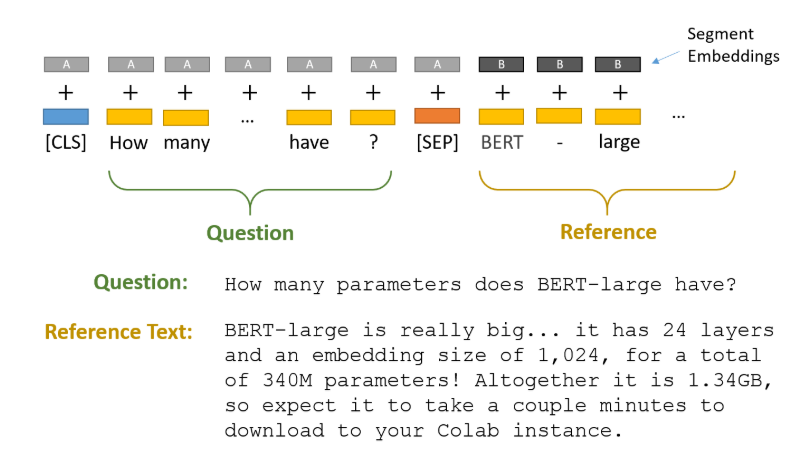 Segment
Embeddings
A A A A A A A B B B
+ + + + + + + + + +
...
[CLS] How many ... have ? [SEP] BERT - large
Question Reference
Question: How many parameters does BERT-large have?
Reference Text: BERT-large is really big... it has 24 layers
and an embedding size of 1,024, for a total
of 340M parameters! Altogether it is 1.34GB,
so expect it to take a couple minutes to
download to your Colab instance.